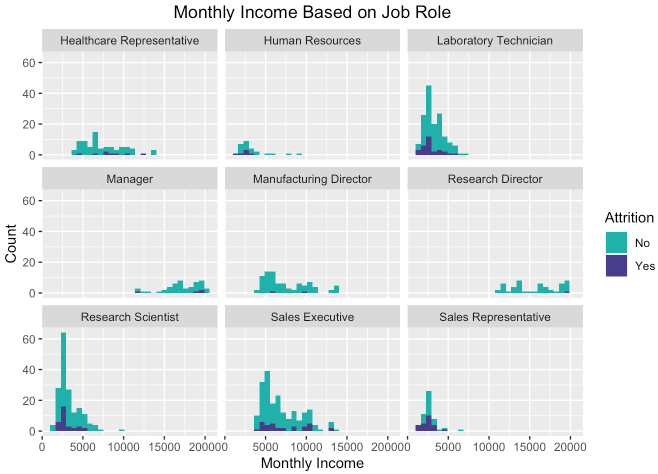 Monthly Income Based on Job Role
Healthcare Representative
Human Resources
Laboratory Technician
60
40
20
0
Manager
Manufacturing Director
Research Director
60
40
20
0
Research Scientist
Sales Executive
Sales Representative
60
40
20
0
0 5000 10000 15000 20000
0 5000 10000 15000 20000
0 5000 10000 15000 20000
Count
Monthly Income
Attrition
No
Yes